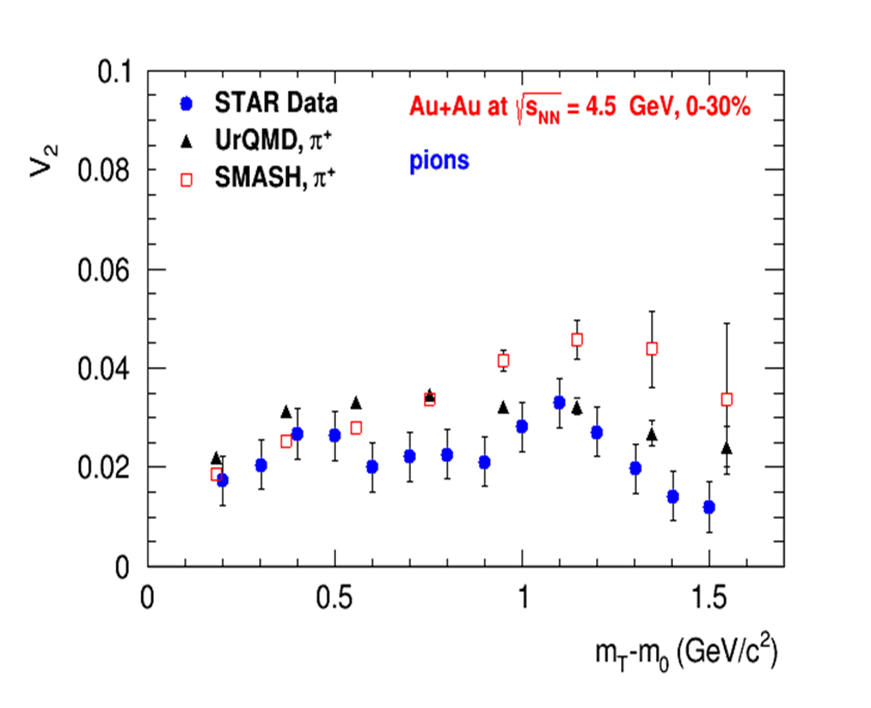 0.1
STAR Data
UrQMD, π⁺
SMASH, π⁺
Au+Au at √sNN = 4.5 GeV, 0-30%
pions
V₂
0.08
0.06
0.04
0.02
0
0 0.5 1 1.5
mT-m₀ (GeV/c²)